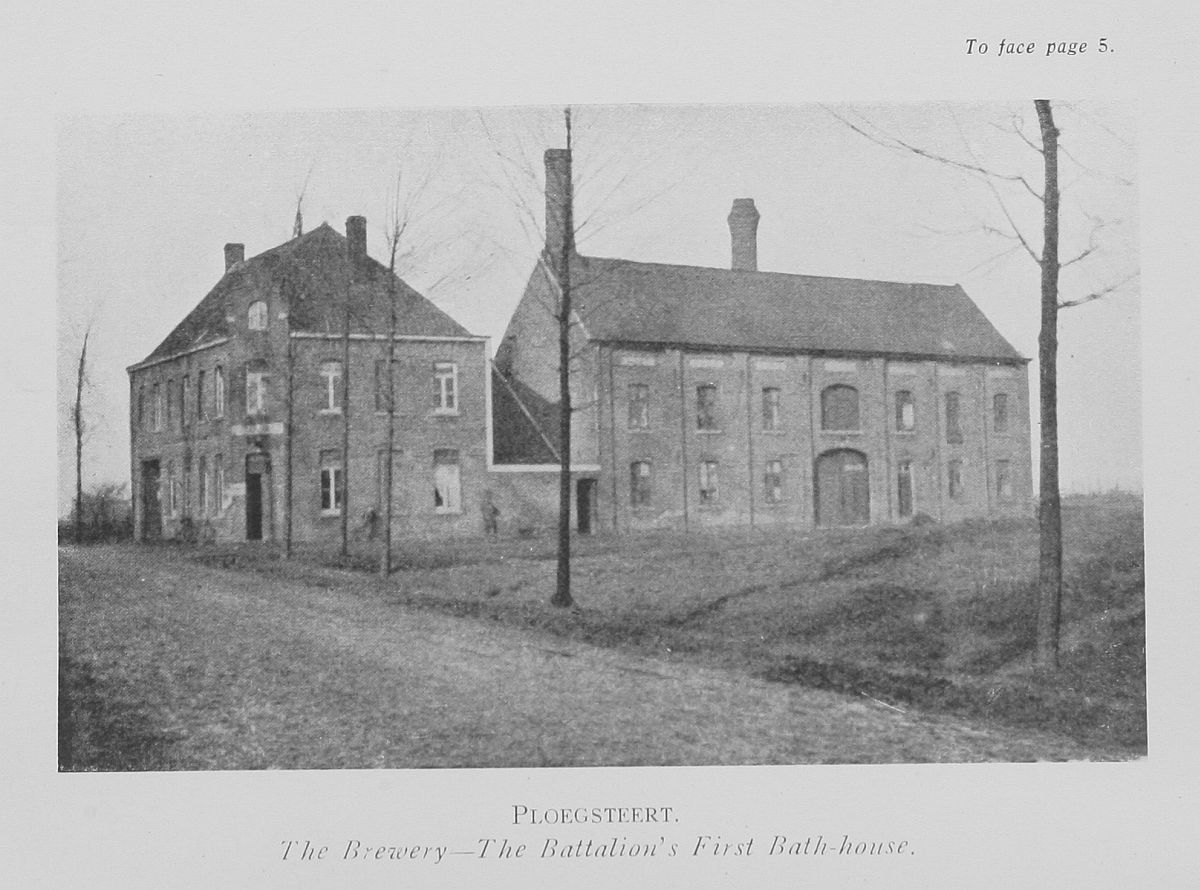 To face page 5.
PLOEGSTEERT.
The Brewery—The Battalion's First Bath-house.